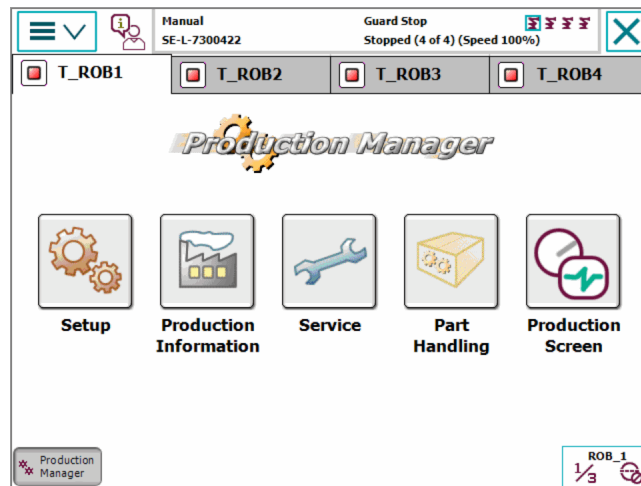 Manual
SE-L-7300422
Guard Stop
Stopped (4 of 4) (Speed 100%)
T_ROB1
T_ROB2
T_ROB3
T_ROB4
Production Manager
Setup
Production
Information
Service
Part
Handling
Production
Screen
Production
Manager
ROB_1
1/3